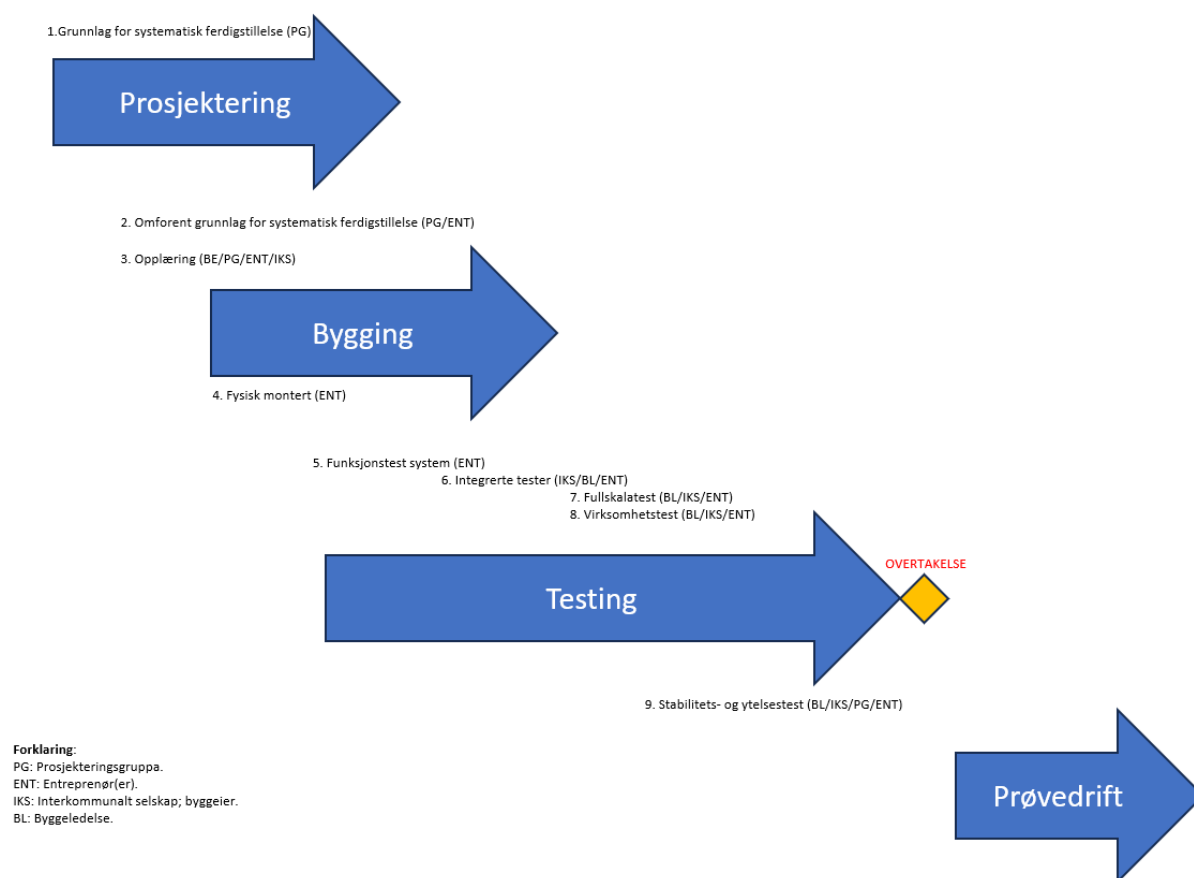 1.Grunnlag for systematisk ferdigstillelse (PG)
Prosjektering
2. Omforent grunnlag for systematisk ferdigstillelse (PG/ENT)
3. Opplæring (BE/PG/ENT/IKS)
Bygging
4. Fysisk montert (ENT)
5. Funksjonstest system (ENT)
6. Integrerte tester (IKS/BL/ENT)
7. Fullskalatest (BL/IKS/ENT)
8. Virksomhetstest (BL/IKS/ENT)
OVERTAKELSE
Testing
9. Stabilitets- og ytelsestest (BL/IKS/PG/ENT)
Prøvedrift
Forklaring:
PG: Prosjekteringsgruppa.
ENT: Entreprenør(er).
IKS: Interkommunalt selskap; byggeier.
BL: Byggeledelse.